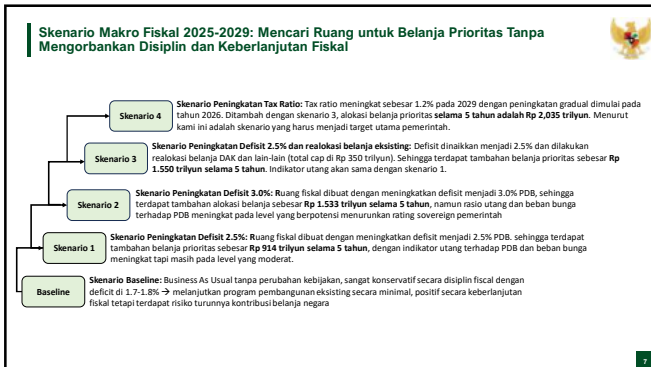 Skenario Makro Fiskal 2025-2029: Mencari Ruang untuk Belanja Prioritas Tanpa
Mengorbankan Disiplin dan Keberlanjutan Fiskal
Skenario 4
Skenario Peningkatan Tax Ratio: Tax ratio meningkat sebesar 1.2% pada 2029 dengan peningkatan gradual dimulai pada
tahun 2026. Ditambah dengan skenario 3, alokasi belanja prioritas selama 5 tahun adalah Rp 2,035 trilyun. Menurut
kami ini adalah skenario yang harus menjadi target utama pemerintah.
Skenario 3
Skenario Peningkatan Defisit 2.5% dan realokasi belanja eksisting: Defisit dinaikkan menjadi 2.5% dan dilakukan
realokasi belanja DAK dan lain-lain (total cap di Rp 350 trilyun). Sehingga terdapat tambahan belanja prioritas sebesar Rp
1.550 trilyun selama 5 tahun. Indikator utang akan sama dengan skenario 1.
Skenario 2
Skenario Peningkatan Defisit 3.0%: Ruang fiskal dibuat dengan meningkatkan defisit menjadi 3.0% PDB, sehingga
terdapat tambahan alokasi belanja sebesar Rp 1.533 trilyun selama 5 tahun, namun rasio utang dan beban bunga
terhadap PDB meningkat pada level yang berpotensi menurunkan rating sovereign pemerintah
Skenario 1
Skenario Peningkatan Defisit 2.5%: Ruang fiskal dibuat dengan meningkatkan defisit menjadi 2.5% PDB. sehingga terdapat
tambahan belanja prioritas sebesar Rp 914 trilyun selama 5 tahun, dengan indikator utang terhadap PDB dan beban bunga
meningkat tapi masih pada level yang moderat.
Baseline
Skenario Baseline: Business As Usual tanpa perubahan kebijakan, sangat konservatif secara disiplin fiscal dengan
deficit di 1.7-1.8% → melanjutkan program pembangunan eksisting secara minimal, positif secara keberlanjutan
fiskal tetapi terdapat risiko turunnya kontribusi belanja negara
7